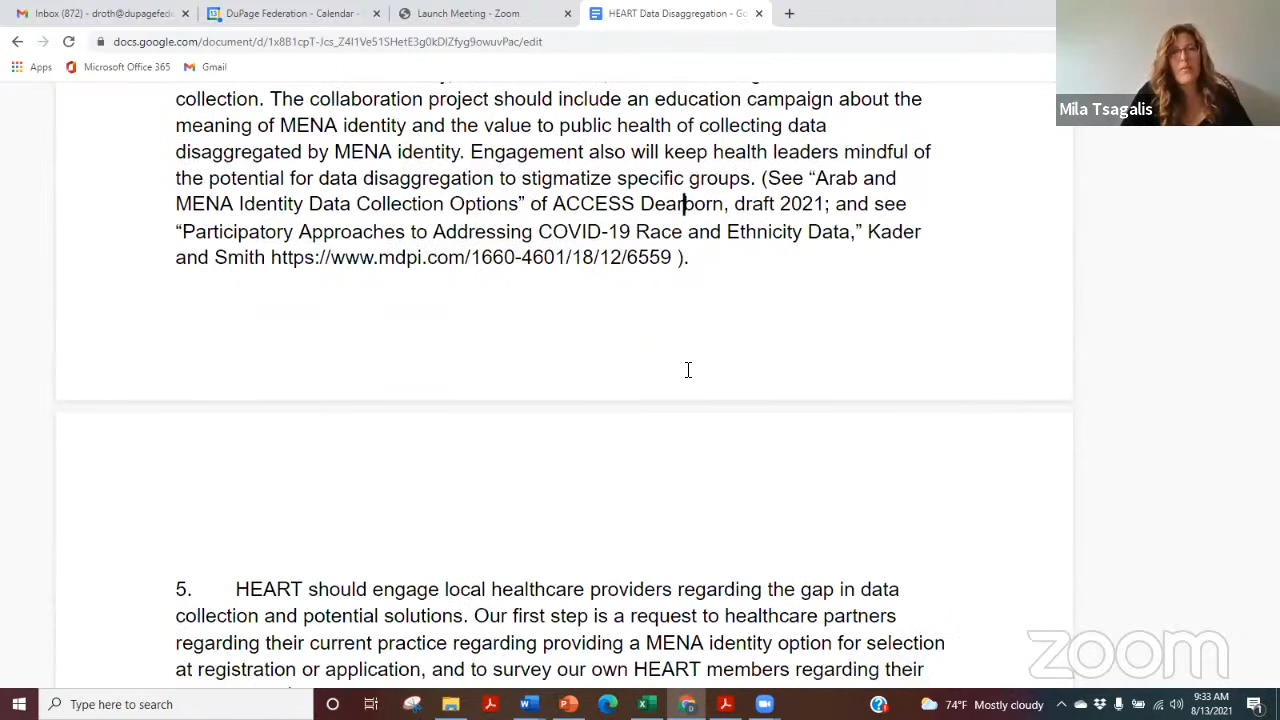 Inbox (872) - droth@dupagefede
DuPage Federation - Calendar -
Launch Meeting - Zoom
HEART Data Disaggregation - Go
docs.google.com/document/d/1x8B1cpT-Jcs_Z4I1Ve51SHetE3g0kDIZfyg9owuvPac/edit
Apps
Microsoft Office 365
Gmail
Mila Tsagalis
collection. The collaboration project should include an education campaign about the
meaning of MENA identity and the value to public health of collecting data
disaggregated by MENA identity. Engagement also will keep health leaders mindful of
the potential for data disaggregation to stigmatize specific groups. (See “Arab and
MENA Identity Data Collection Options” of ACCESS Dearborn, draft 2021; and see
“Participatory Approaches to Addressing COVID-19 Race and Ethnicity Data,” Kader
and Smith https://www.mdpi.com/1660-4601/18/12/6559 ).
5. HEART should engage local healthcare providers regarding the gap in data
collection and potential solutions. Our first step is a request to healthcare partners
regarding their current practice regarding providing a MENA identity option for selection
at registration or application, and to survey our own HEART members regarding their
zoom
Type here to search
74°F Mostly cloudy
9:33 AM
8/13/2021